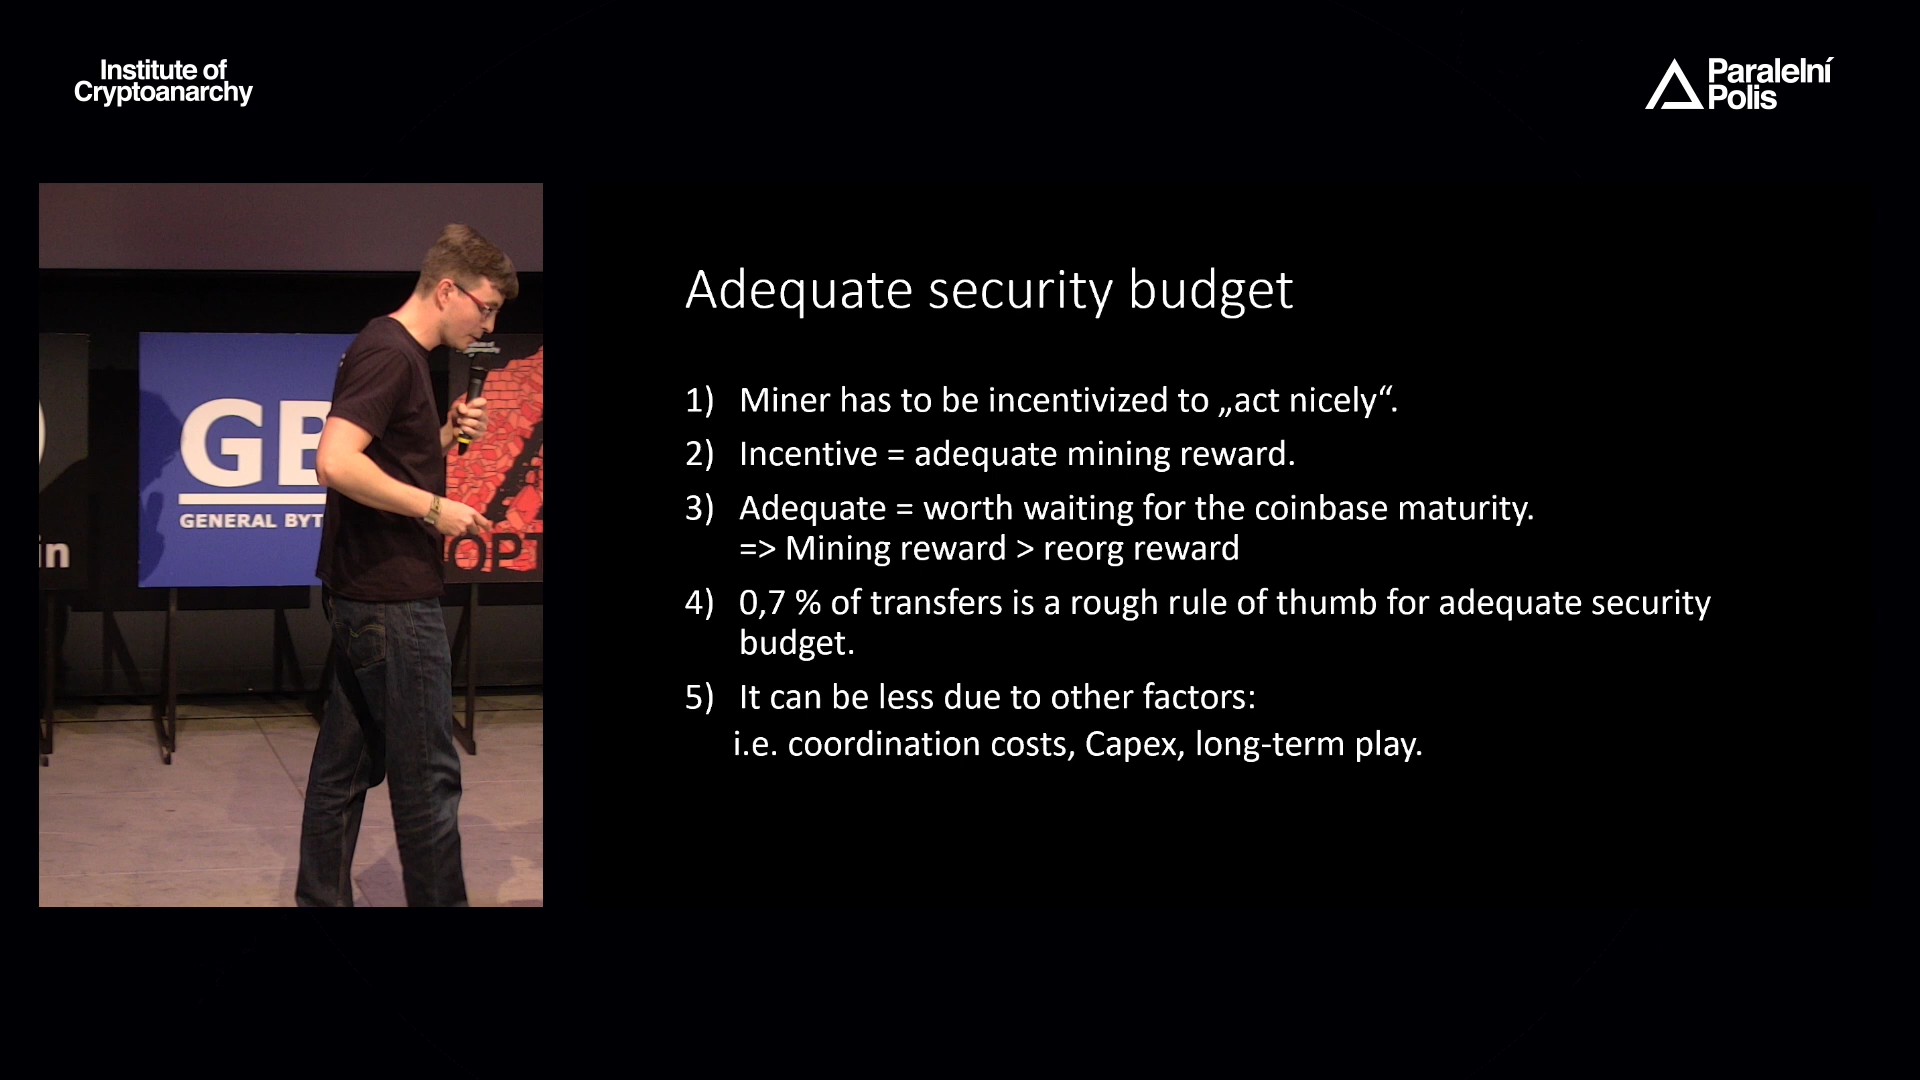 Institute of
Cryptoanarchy
Paralelní
Polis
GB
GENERAL BYT
in
OPT
Adequate security budget
1) Miner has to be incentivized to „act nicely“.
2) Incentive = adequate mining reward.
3) Adequate = worth waiting for the coinbase maturity.
=> Mining reward > reorg reward
4) 0,7 % of transfers is a rough rule of thumb for adequate security
budget.
5) It can be less due to other factors:
i.e. coordination costs, Capex, long-term play.